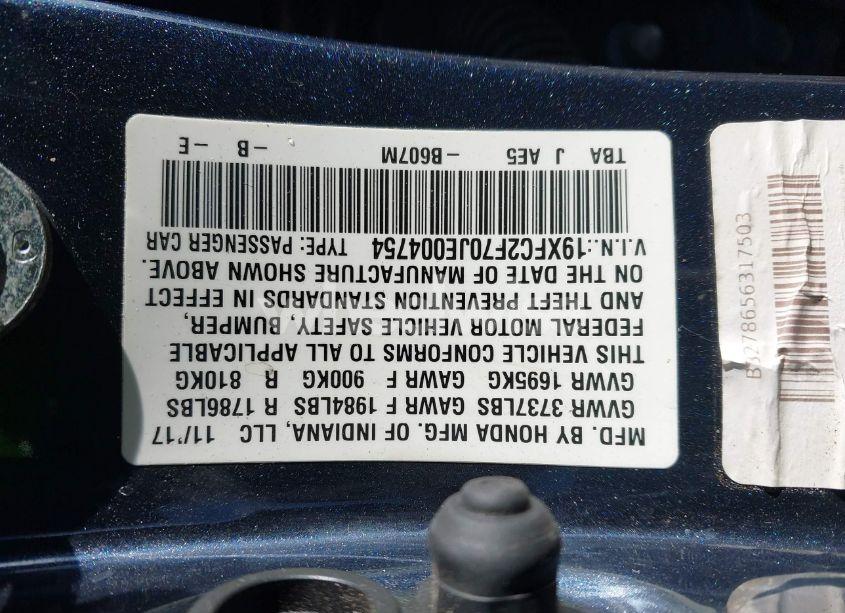 MFD. BY HONDA MFG. OF INDIANA, LLC 11/'17
GVWR 3737LBS GAWR F 1984LBS R 1786LBS
GVWR 1695KG GAWR F 900KG R 810KG
THIS VEHICLE CONFORMS TO ALL APPLICABLE
FEDERAL MOTOR VEHICLE SAFETY, BUMPER,
AND THEFT PREVENTION STANDARDS IN EFFECT
ON THE DATE OF MANUFACTURE SHOWN ABOVE.
V.I.N.:19XFC2F70JE004754 TYPE: PASSENGER CAR
TBA J AE5 -B607M -B -E